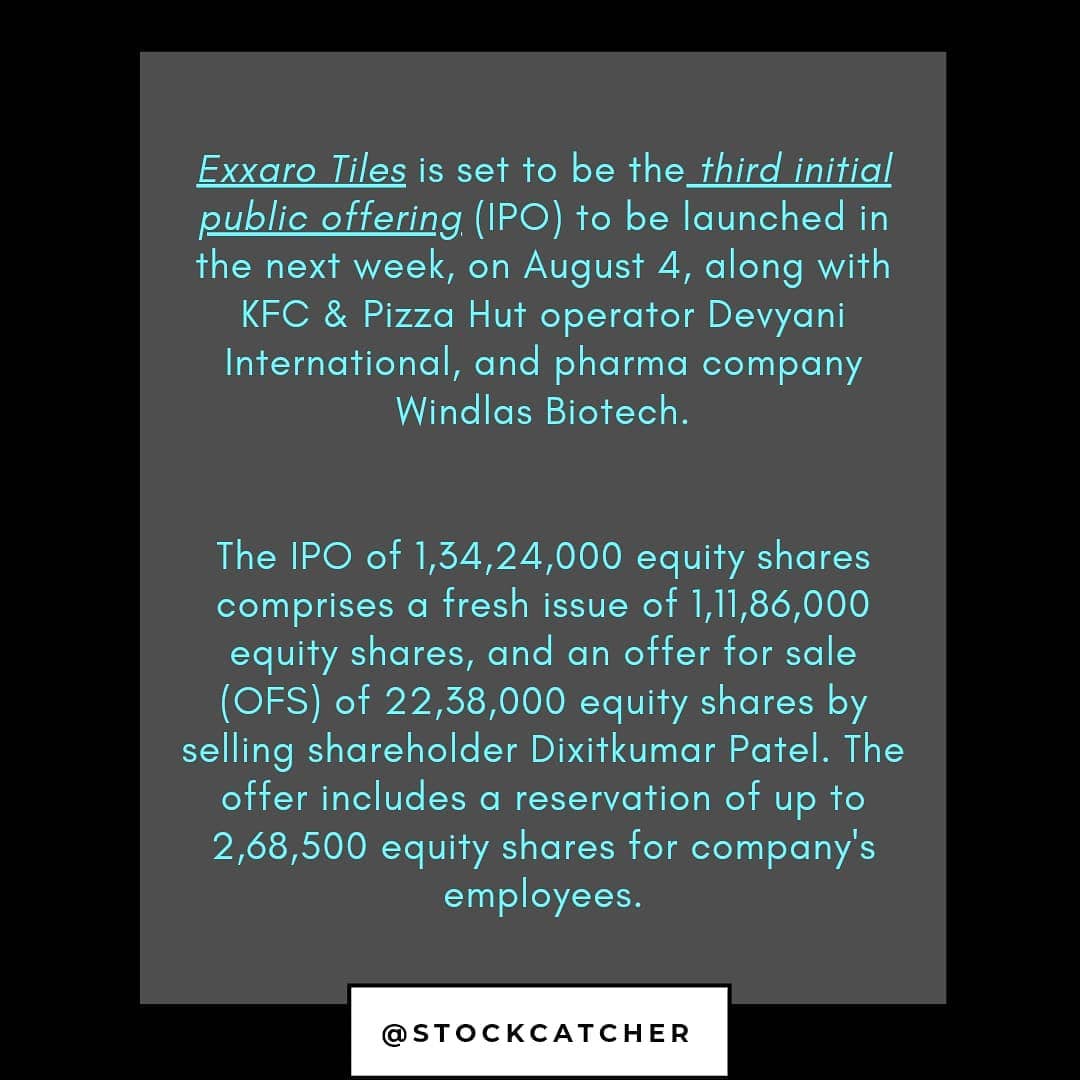 Exxaro Tiles is set to be the third initial
public offering (IPO) to be launched in
the next week, on August 4, along with
KFC & Pizza Hut operator Devyani
International, and pharma company
Windlas Biotech.
The IPO of 1,34,24,000 equity shares
comprises a fresh issue of 1,11,86,000
equity shares, and an offer for sale
(OFS) of 22,38,000 equity shares by
selling shareholder Dixitkumar Patel. The
offer includes a reservation of up to
2,68,500 equity shares for company's
employees.
@STOCKCATCHER